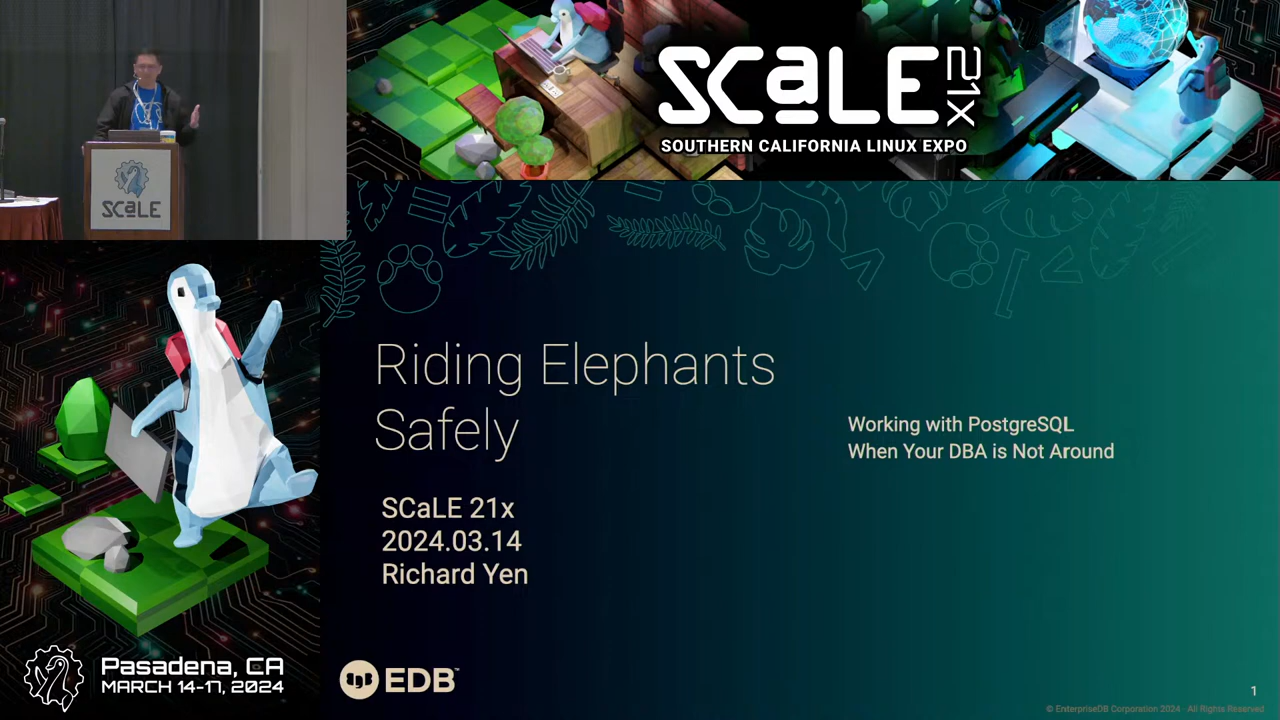 SCaLE
SCaLE 21x
SOUTHERN CALIFORNIA LINUX EXPO
Riding Elephants
Safely
Working with PostgreSQL
When Your DBA is Not Around
SCaLE 21x
2024.03.14
Richard Yen
Pasadena, CA
MARCH 14-17, 2024
EDB™
1
© EnterpriseDB Corporation 2024 - All Rights Reserved